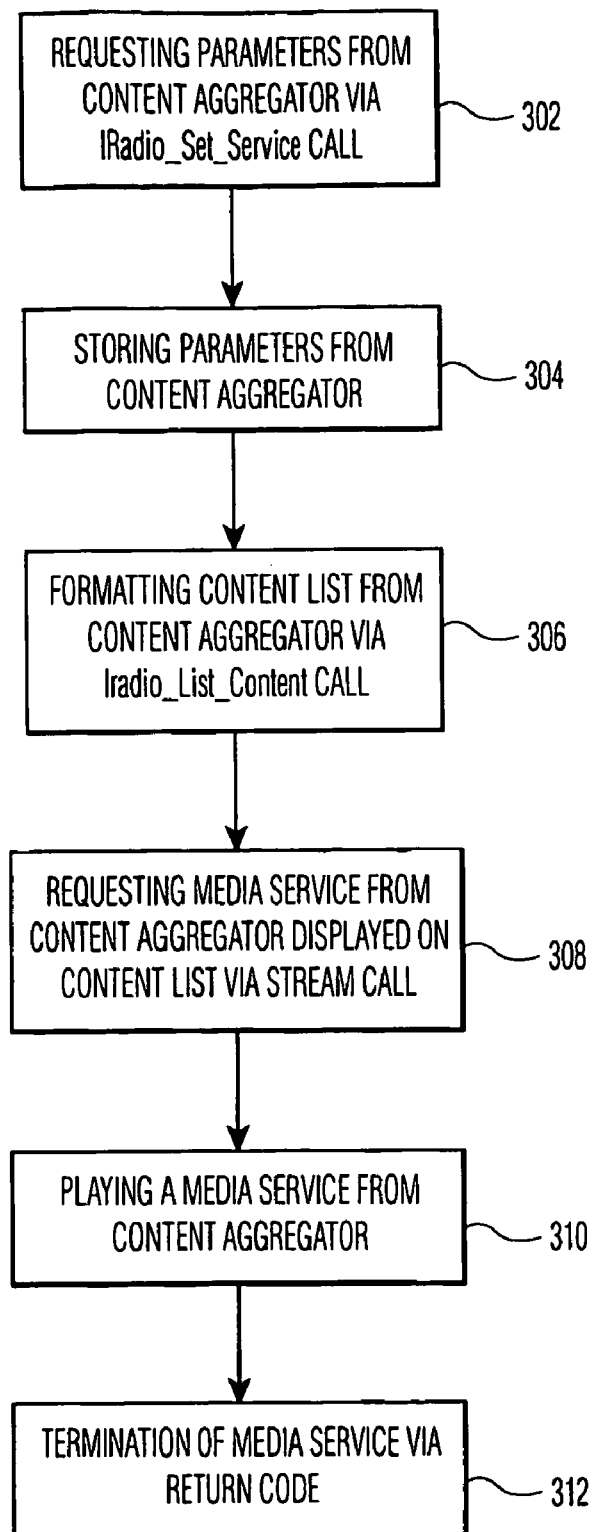 REQUESTING PARAMETERS FROM
CONTENT AGGREGATOR VIA
IRadio_Set_Service CALL
302
STORING PARAMETERS FROM
CONTENT AGGREGATOR
304
FORMATTING CONTENT LIST FROM
CONTENT AGGREGATOR VIA
Iradio_List_Content CALL
306
REQUESTING MEDIA SERVICE FROM
CONTENT AGGREGATOR DISPLAYED ON
CONTENT LIST VIA STREAM CALL
308
PLAYING A MEDIA SERVICE FROM
CONTENT AGGREGATOR
310
TERMINATION OF MEDIA SERVICE VIA
RETURN CODE
312